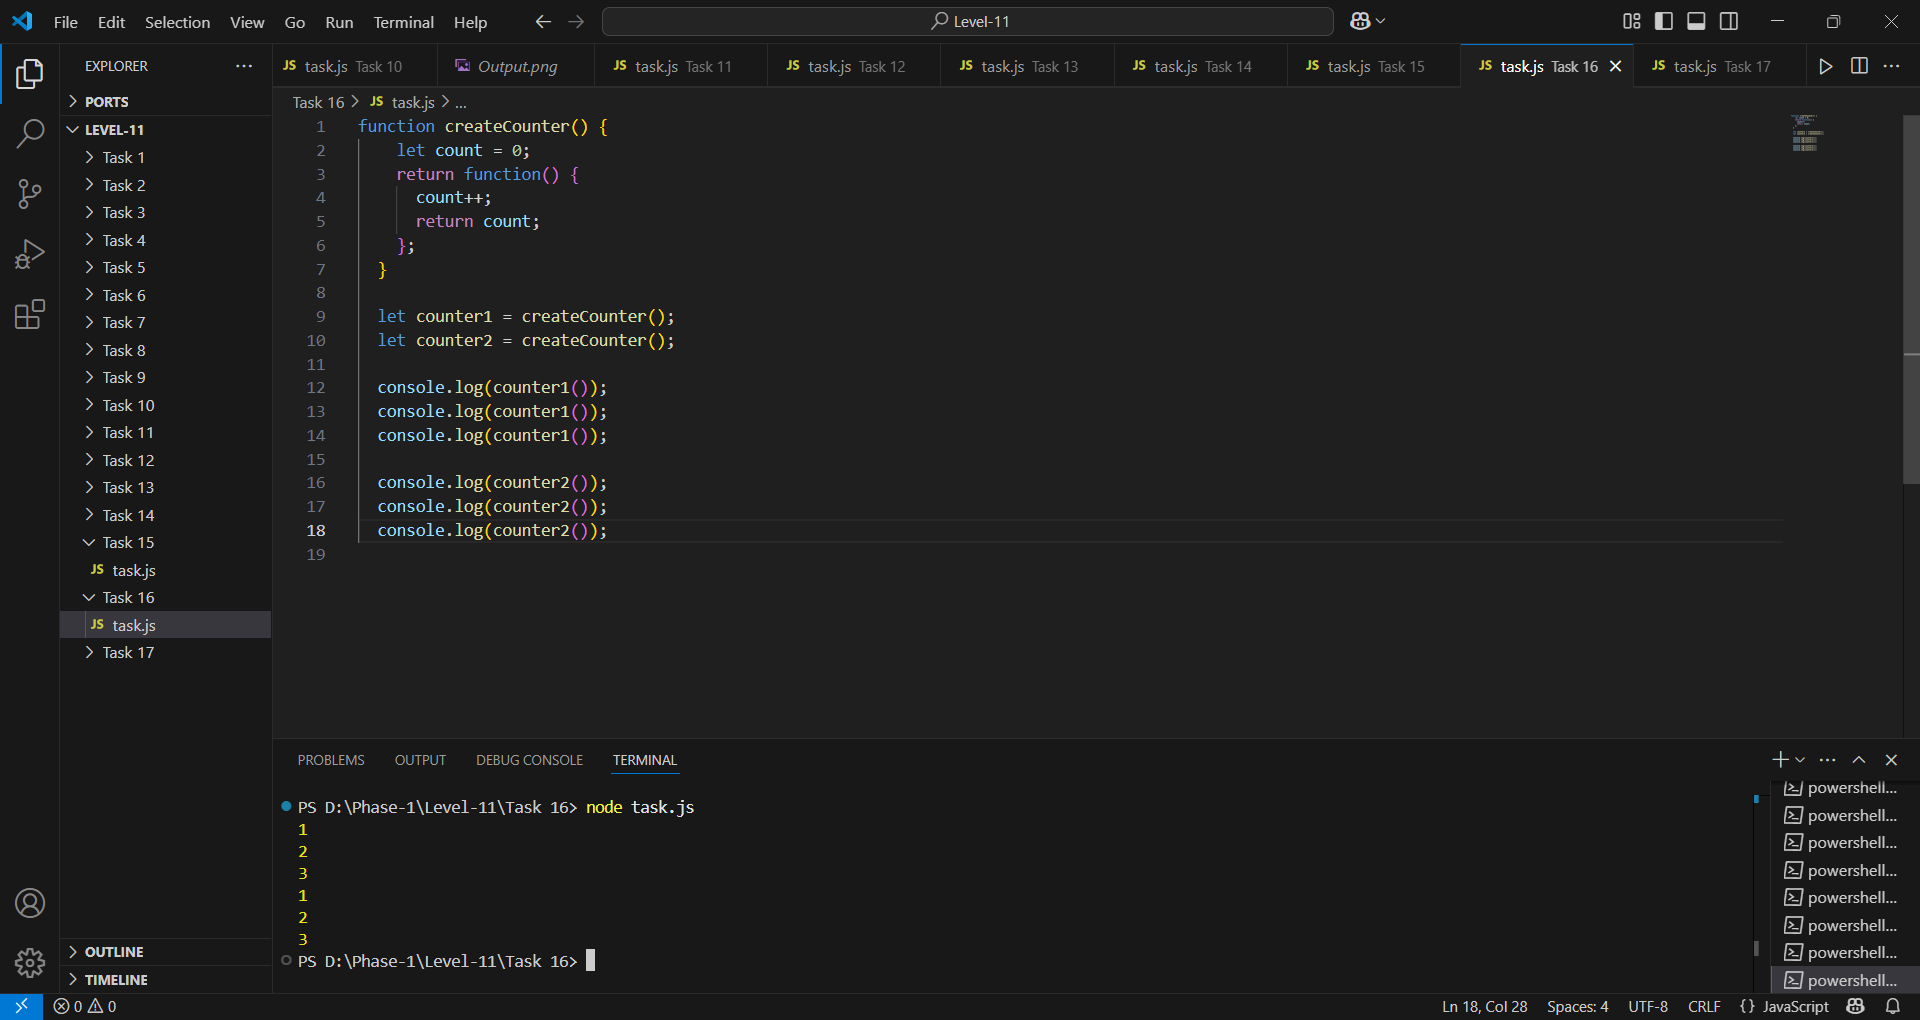 File Edit Selection View Go Run Terminal Help
Level-11
EXPLORER
PORTS
LEVEL-11
Task 1
Task 2
Task 3
Task 4
Task 5
Task 6
Task 7
Task 8
Task 9
Task 10
Task 11
Task 12
Task 13
Task 14
Task 15
JS task.js
Task 16
JS task.js
Task 17
OUTLINE
TIMELINE
JS task.js Task 10
Output.png
JS task.js Task 11
JS task.js Task 12
JS task.js Task 13
JS task.js Task 14
JS task.js Task 15
JS task.js Task 16
JS task.js Task 17
Task 16 > JS task.js > ...
1 function createCounter() {
2 let count = 0;
3 return function() {
4 count++;
5 return count;
6 };
7 }
8
9 let counter1 = createCounter();
10 let counter2 = createCounter();
11
12 console.log(counter1());
13 console.log(counter1());
14 console.log(counter1());
15
16 console.log(counter2());
17 console.log(counter2());
18 console.log(counter2());
19
PROBLEMS OUTPUT DEBUG CONSOLE TERMINAL
PS D:\Phase-1\Level-11\Task 16> node task.js
1
2
3
1
2
3
PS D:\Phase-1\Level-11\Task 16>
powershell...
powershell...
powershell...
powershell...
powershell...
powershell...
powershell...
powershell...
0 0
Ln 18, Col 28 Spaces: 4 UTF-8 CRLF {} JavaScript